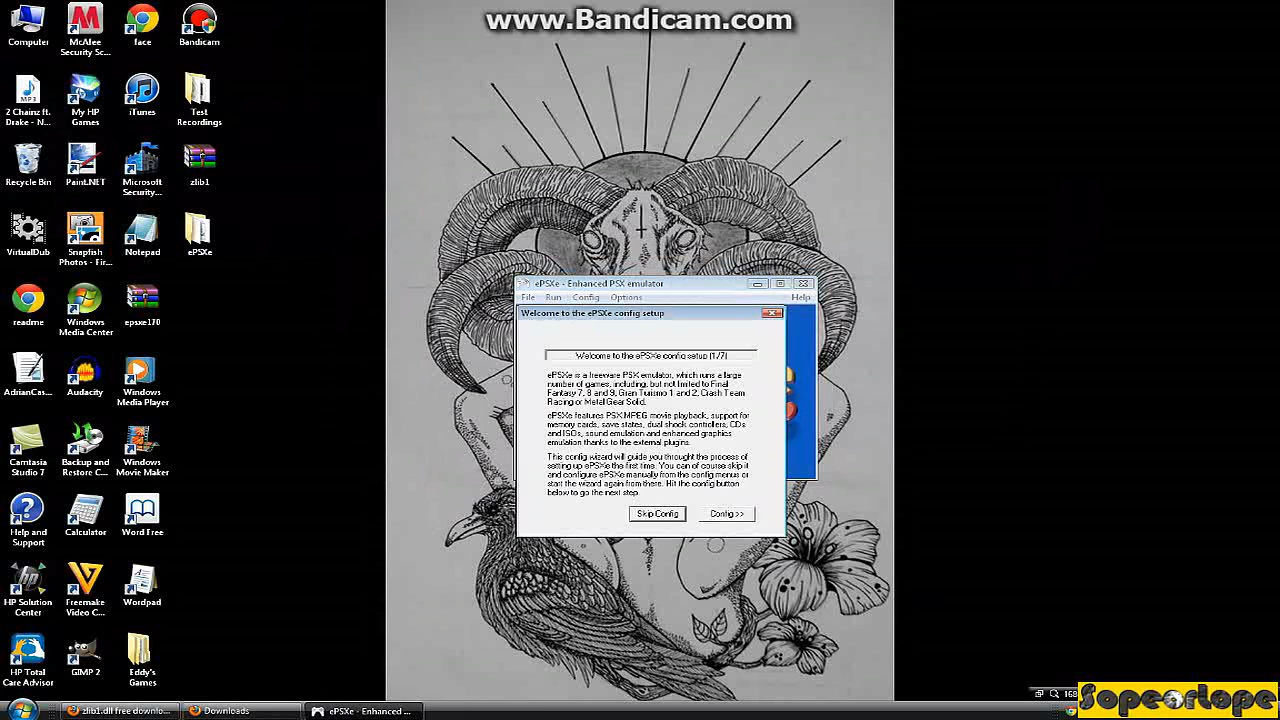 www.Bandicam.com
Computer
McAfee Security Sc...
face
Bandicam
2 Chainz ft. Drake - N...
My HP Games
iTunes
Test Recordings
Recycle Bin
Paint.NET
Microsoft Security...
zlib1
VirtualDub
Snapfish Photos - Fir...
Notepad
ePSXe
readme
Windows Media Center
epsxe170
AdrianCas...
Audacity
Windows Media Player
Camtasia Studio 7
Backup and Restore C...
Windows Movie Maker
Help and Support
Calculator
Word Free
HP Solution Center
Freemake Video C...
Wordpad
HP Total Care Advisor
GIMP 2
Eddy's Games
ePSXe - Enhanced PSX emulator
File Run Config Options Help
Welcome to the ePSXe config setup
Welcome to the ePSXe config setup (1/7)
ePSXe is a freeware PSX emulator, which runs a large
number of games, including, but not limited to Final
Fantasy 7, 8 and 9, Gran Turismo 1 and 2, Crash Team
Racing or Metal Gear Solid.
ePSXe features PSX MPEG movie playback, support for
memory cards, save states, dual shock controllers, CDs
and ISOs, sound emulation and enhanced graphics
emulation thanks to the external plugins.
This config wizard will guide you throught the process of
setting up ePSXe the first time. You can of course skip it
and configure ePSXe manually from the config menus or
start the wizard again from there. Hit the config button
below to go the next step.
Skip Config
Config >>
zlib1.dll free downlo...
Downloads
ePSXe - Enhanced ...
168